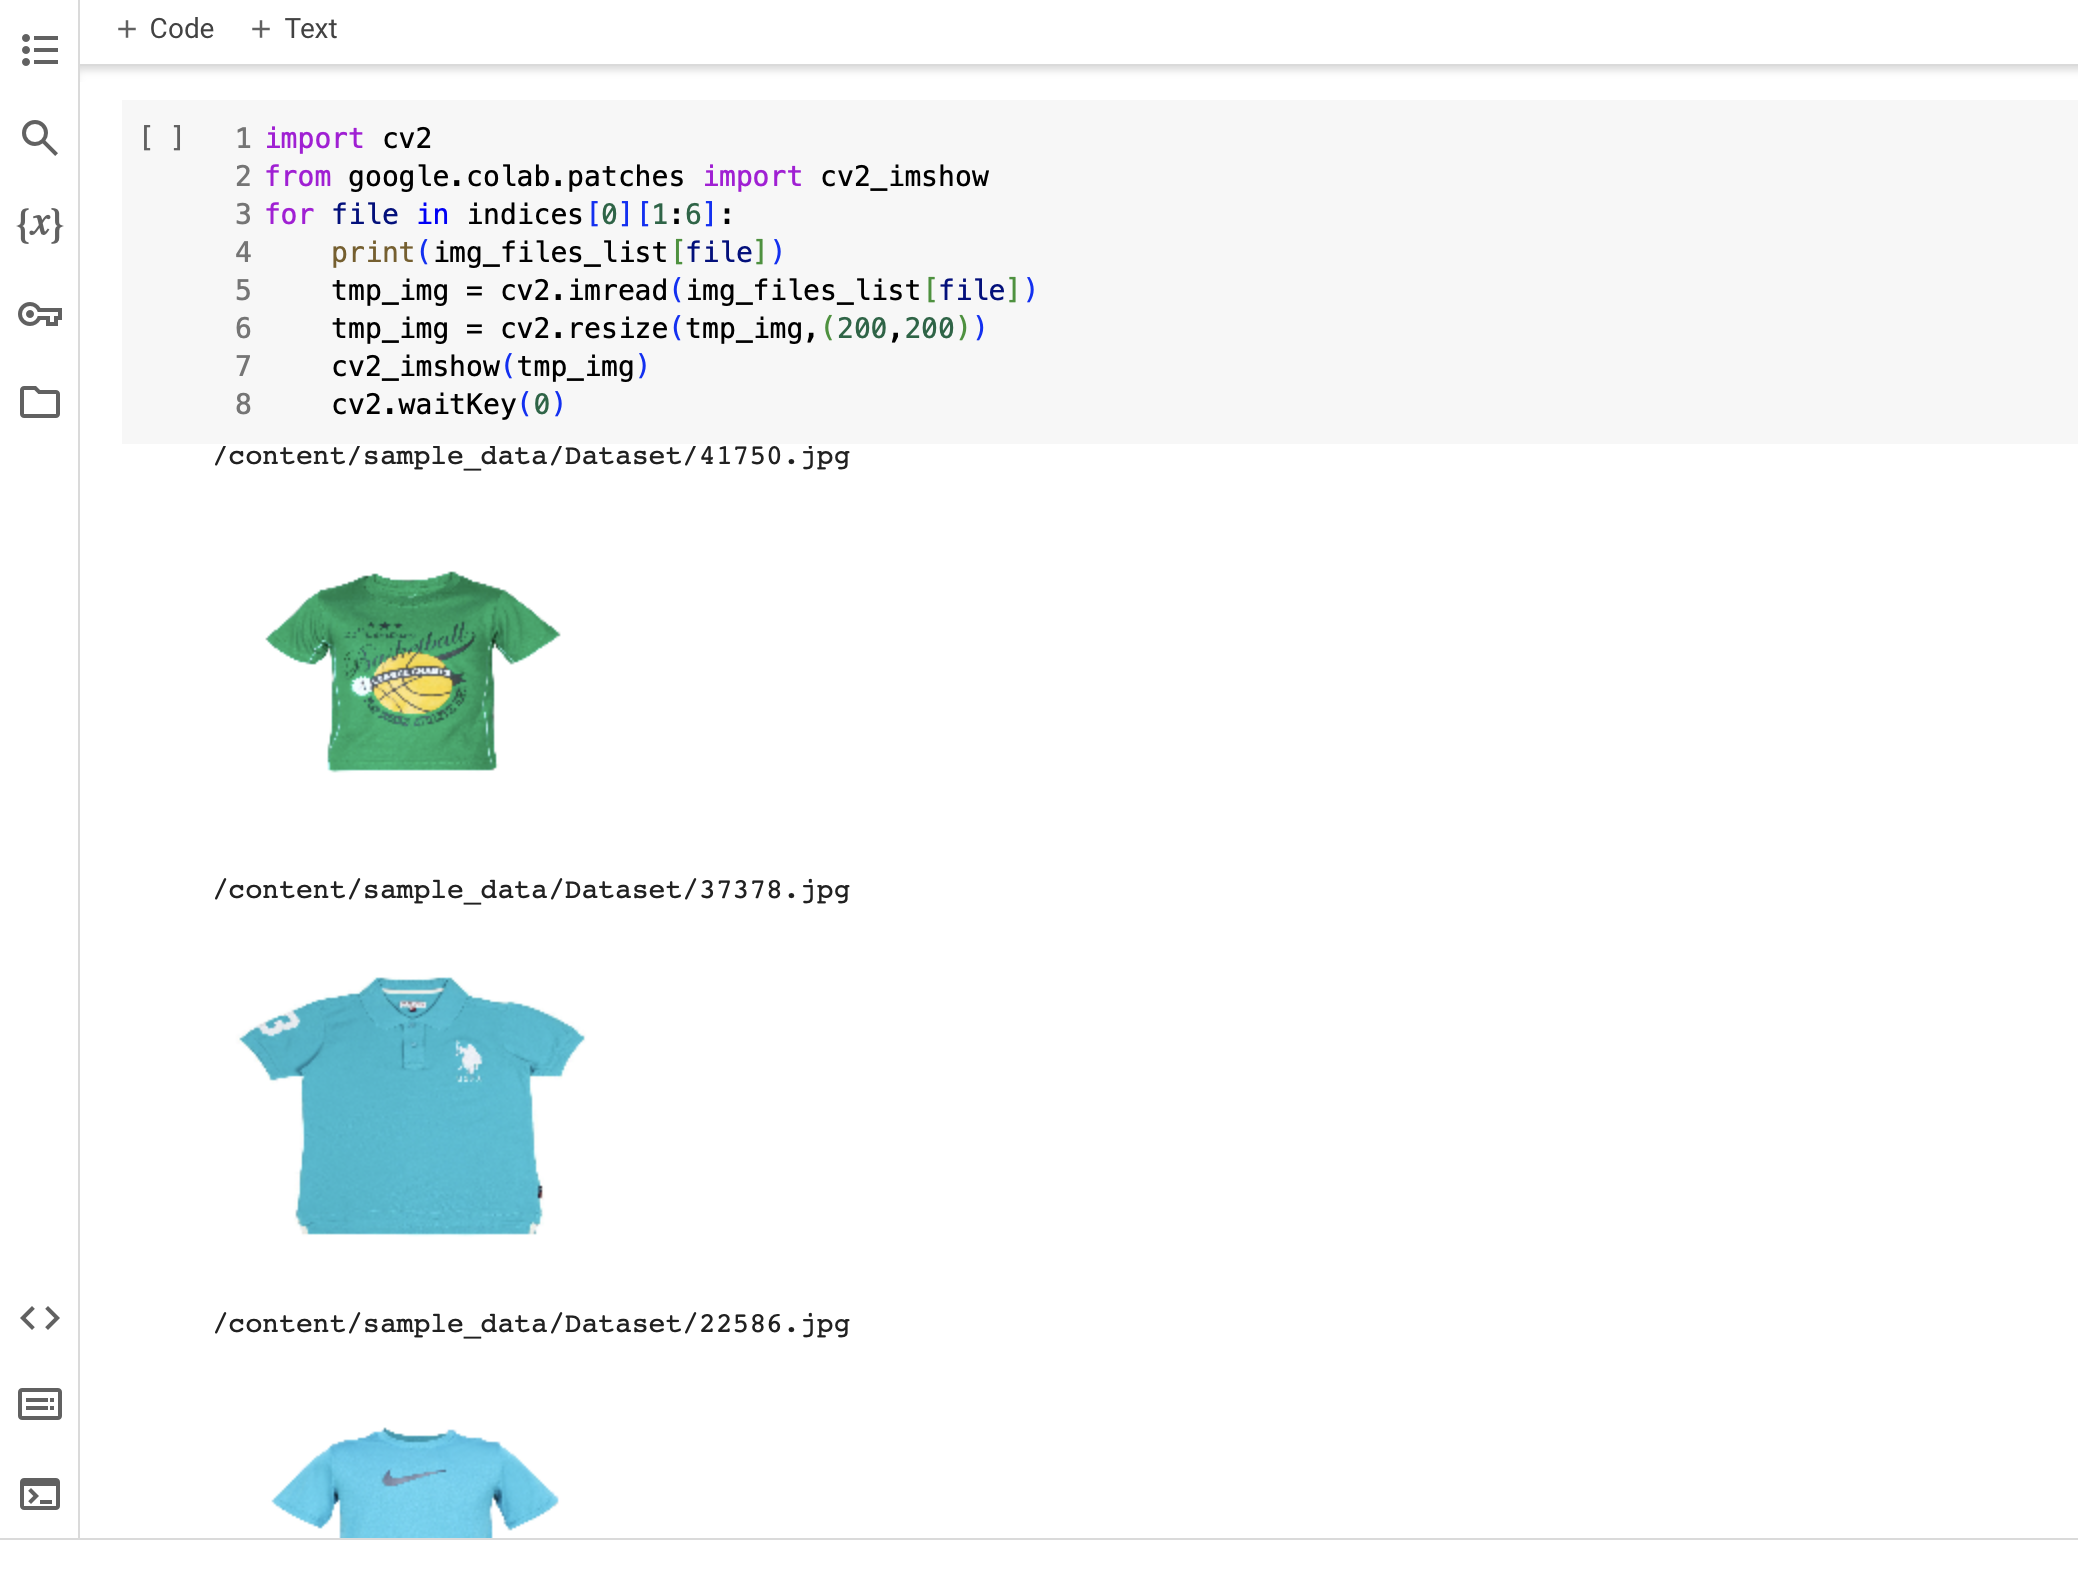 + Code + Text
[ ] 1 import cv2
2 from google.colab.patches import cv2_imshow
3 for file in indices[0][1:6]:
4     print(img_files_list[file])
5     tmp_img = cv2.imread(img_files_list[file])
6     tmp_img = cv2.resize(tmp_img,(200,200))
7     cv2_imshow(tmp_img)
8     cv2.waitKey(0)
{x}
/content/sample_data/Dataset/41750.jpg
Basketball
/content/sample_data/Dataset/37378.jpg
3
/content/sample_data/Dataset/22586.jpg